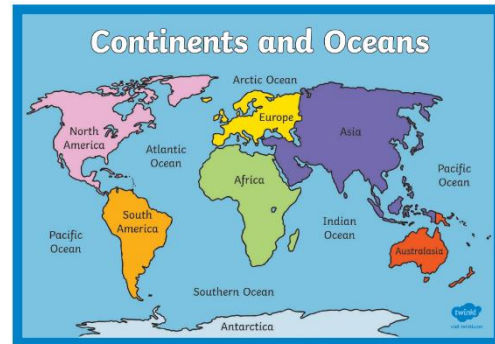 Continents and Oceans
Arctic Ocean
North
America
Europe
Asia
Atlantic
Ocean
Pacific
Ocean
Africa
South
America
Indian
Ocean
Pacific
Ocean
Australasia
Southern Ocean
Antarctica
twinkl